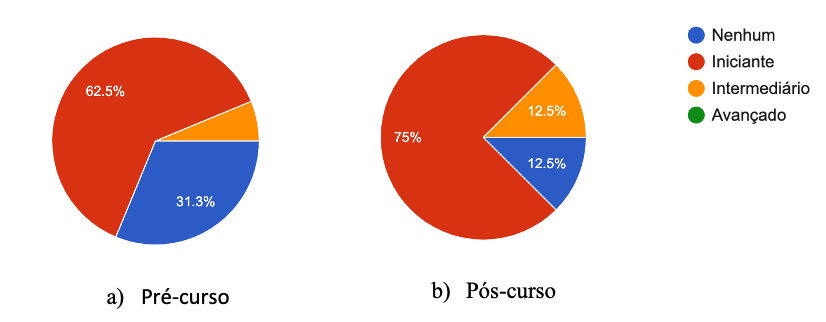 62.5%
31.3%
a) Pré-curso
75%
12.5%
12.5%
b) Pós-curso
Nenhum
Iniciante
Intermediário
Avançado